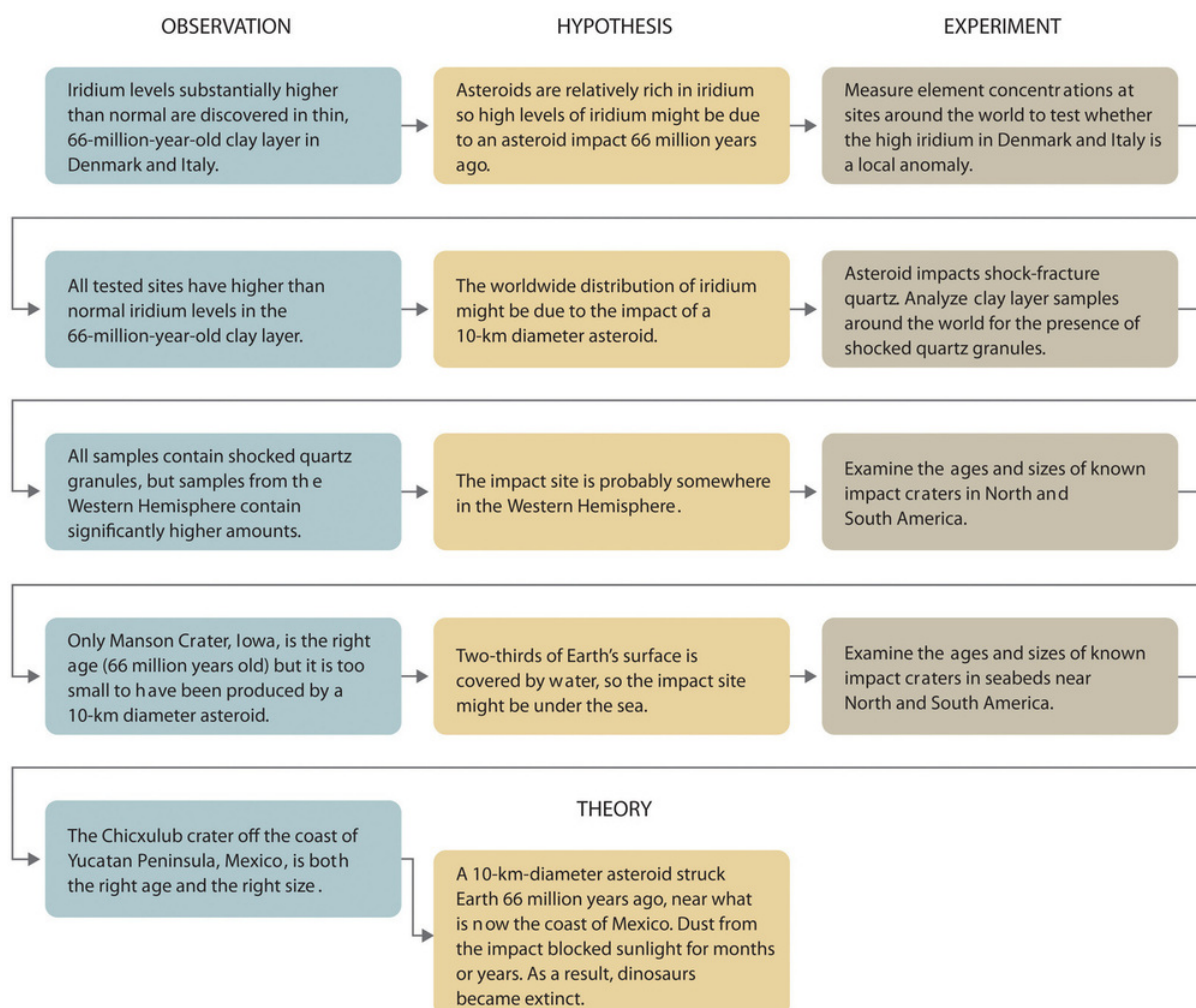 OBSERVATION
HYPOTHESIS
EXPERIMENT
Iridium levels substantially higher
than normal are discovered in thin,
66-million-year-old clay layer in
Denmark and Italy.
Asteroids are relatively rich in iridium
so high levels of iridium might be due
to an asteroid impact 66 million years
ago.
Measure element concentrations at
sites around the world to test whether
the high iridium in Denmark and Italy is
a local anomaly.
All tested sites have higher than
normal iridium levels in the
66-million-year-old clay layer.
The worldwide distribution of iridium
might be due to the impact of a
10-km diameter asteroid.
Asteroid impacts shock-fracture
quartz. Analyze clay layer samples
around the world for the presence of
shocked quartz granules.
All samples contain shocked quartz
granules, but samples from the
Western Hemisphere contain
significantly higher amounts.
The impact site is probably somewhere
in the Western Hemisphere.
Examine the ages and sizes of known
impact craters in North and
South America.
Only Manson Crater, Iowa, is the right
age (66 million years old) but it is too
small to have been produced by a
10-km diameter asteroid.
Two-thirds of Earth's surface is
covered by water, so the impact site
might be under the sea.
Examine the ages and sizes of known
impact craters in seabeds near
North and South America.
The Chicxulub crater off the coast of
Yucatan Peninsula, Mexico, is both
the right age and the right size.
THEORY
A 10-km-diameter asteroid struck
Earth 66 million years ago, near what
is now the coast of Mexico. Dust from
the impact blocked sunlight for months
or years. As a result, dinosaurs
became extinct.